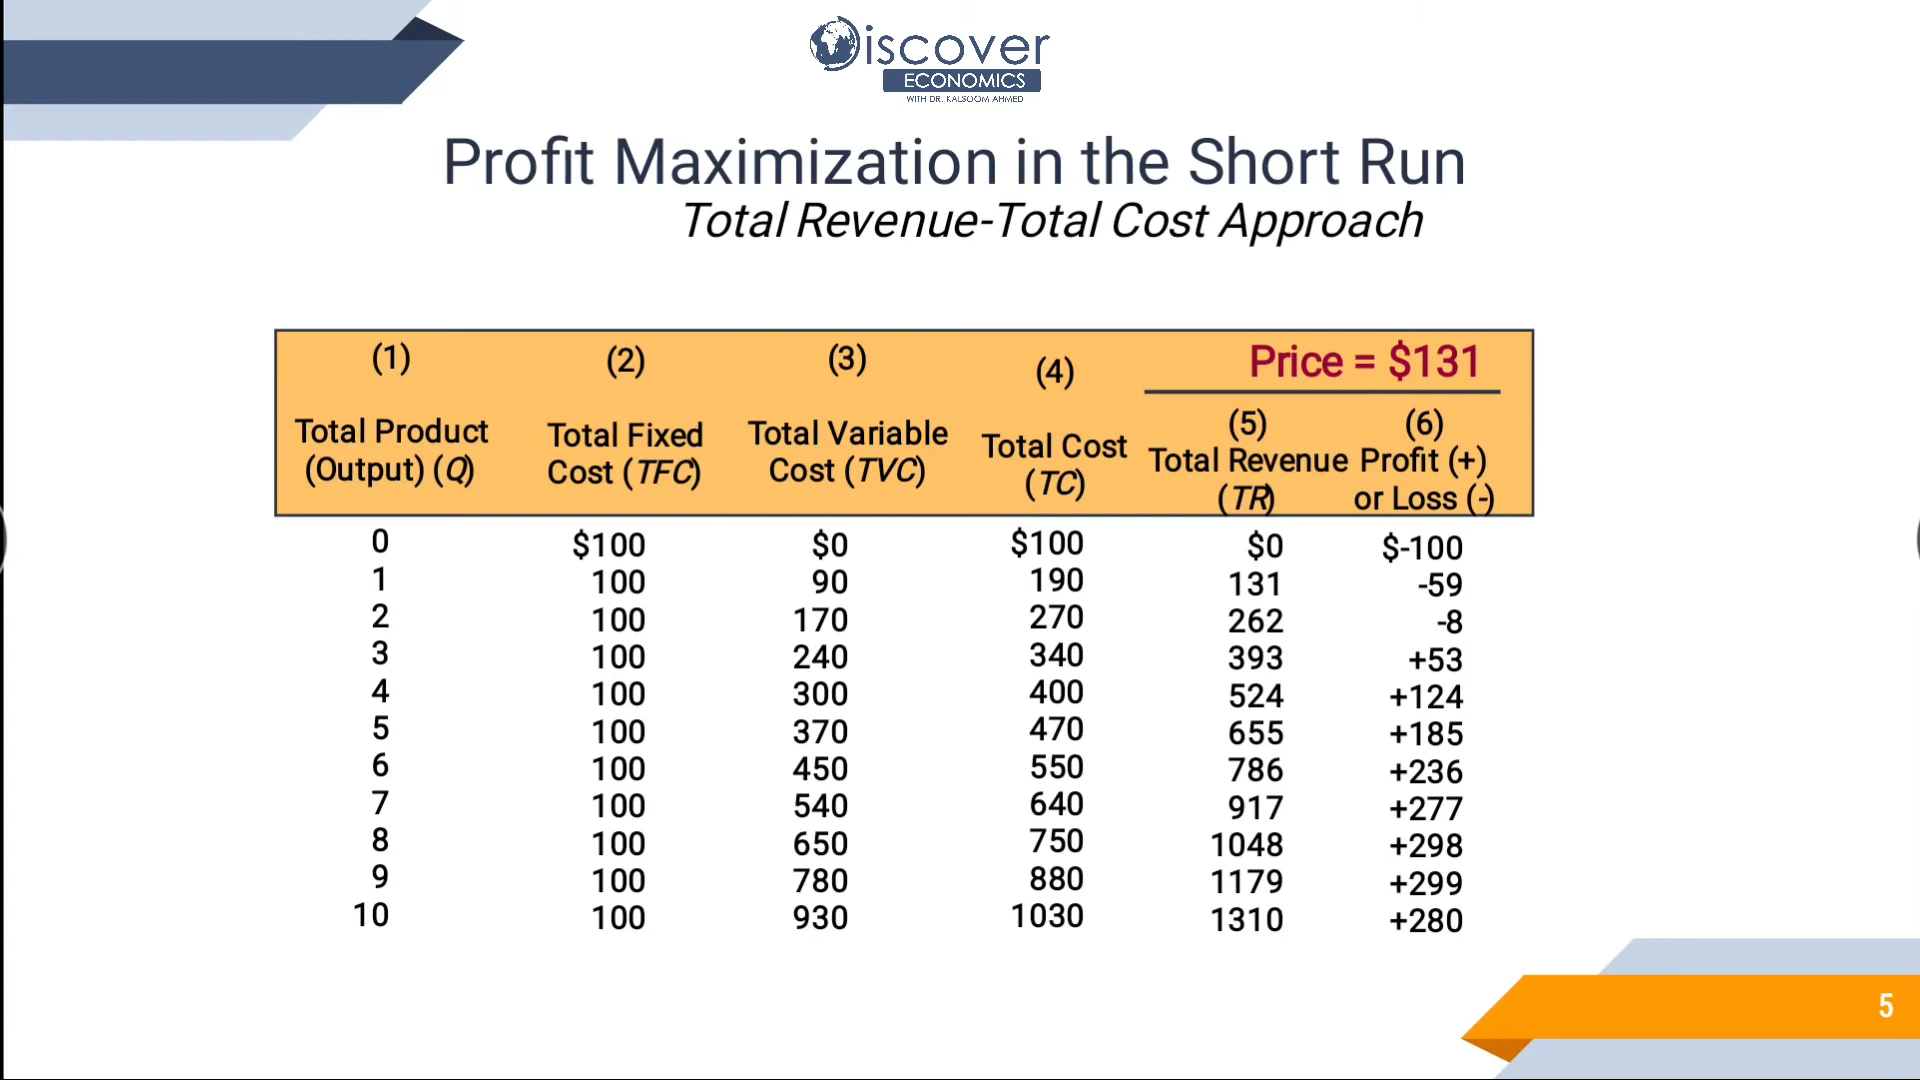 Discover
ECONOMICS
WITH DR. KALSOOM AHMED
Profit Maximization in the Short Run
Total Revenue-Total Cost Approach
(1) (2) (3) (4) Price = $131
(5) (6)
Total Product Total Fixed Total Variable Total Cost Total Revenue Profit (+)
(Output) (Q) Cost (TFC) Cost (TVC) (TC) (TR) or Loss (-)
0 $100 $0 $100 $0 $-100
1 100 90 190 131 -59
2 100 170 270 262 -8
3 100 240 340 393 +53
4 100 300 400 524 +124
5 100 370 470 655 +185
6 100 450 550 786 +236
7 100 540 640 917 +277
8 100 650 750 1048 +298
9 100 780 880 1179 +299
10 100 930 1030 1310 +280
5